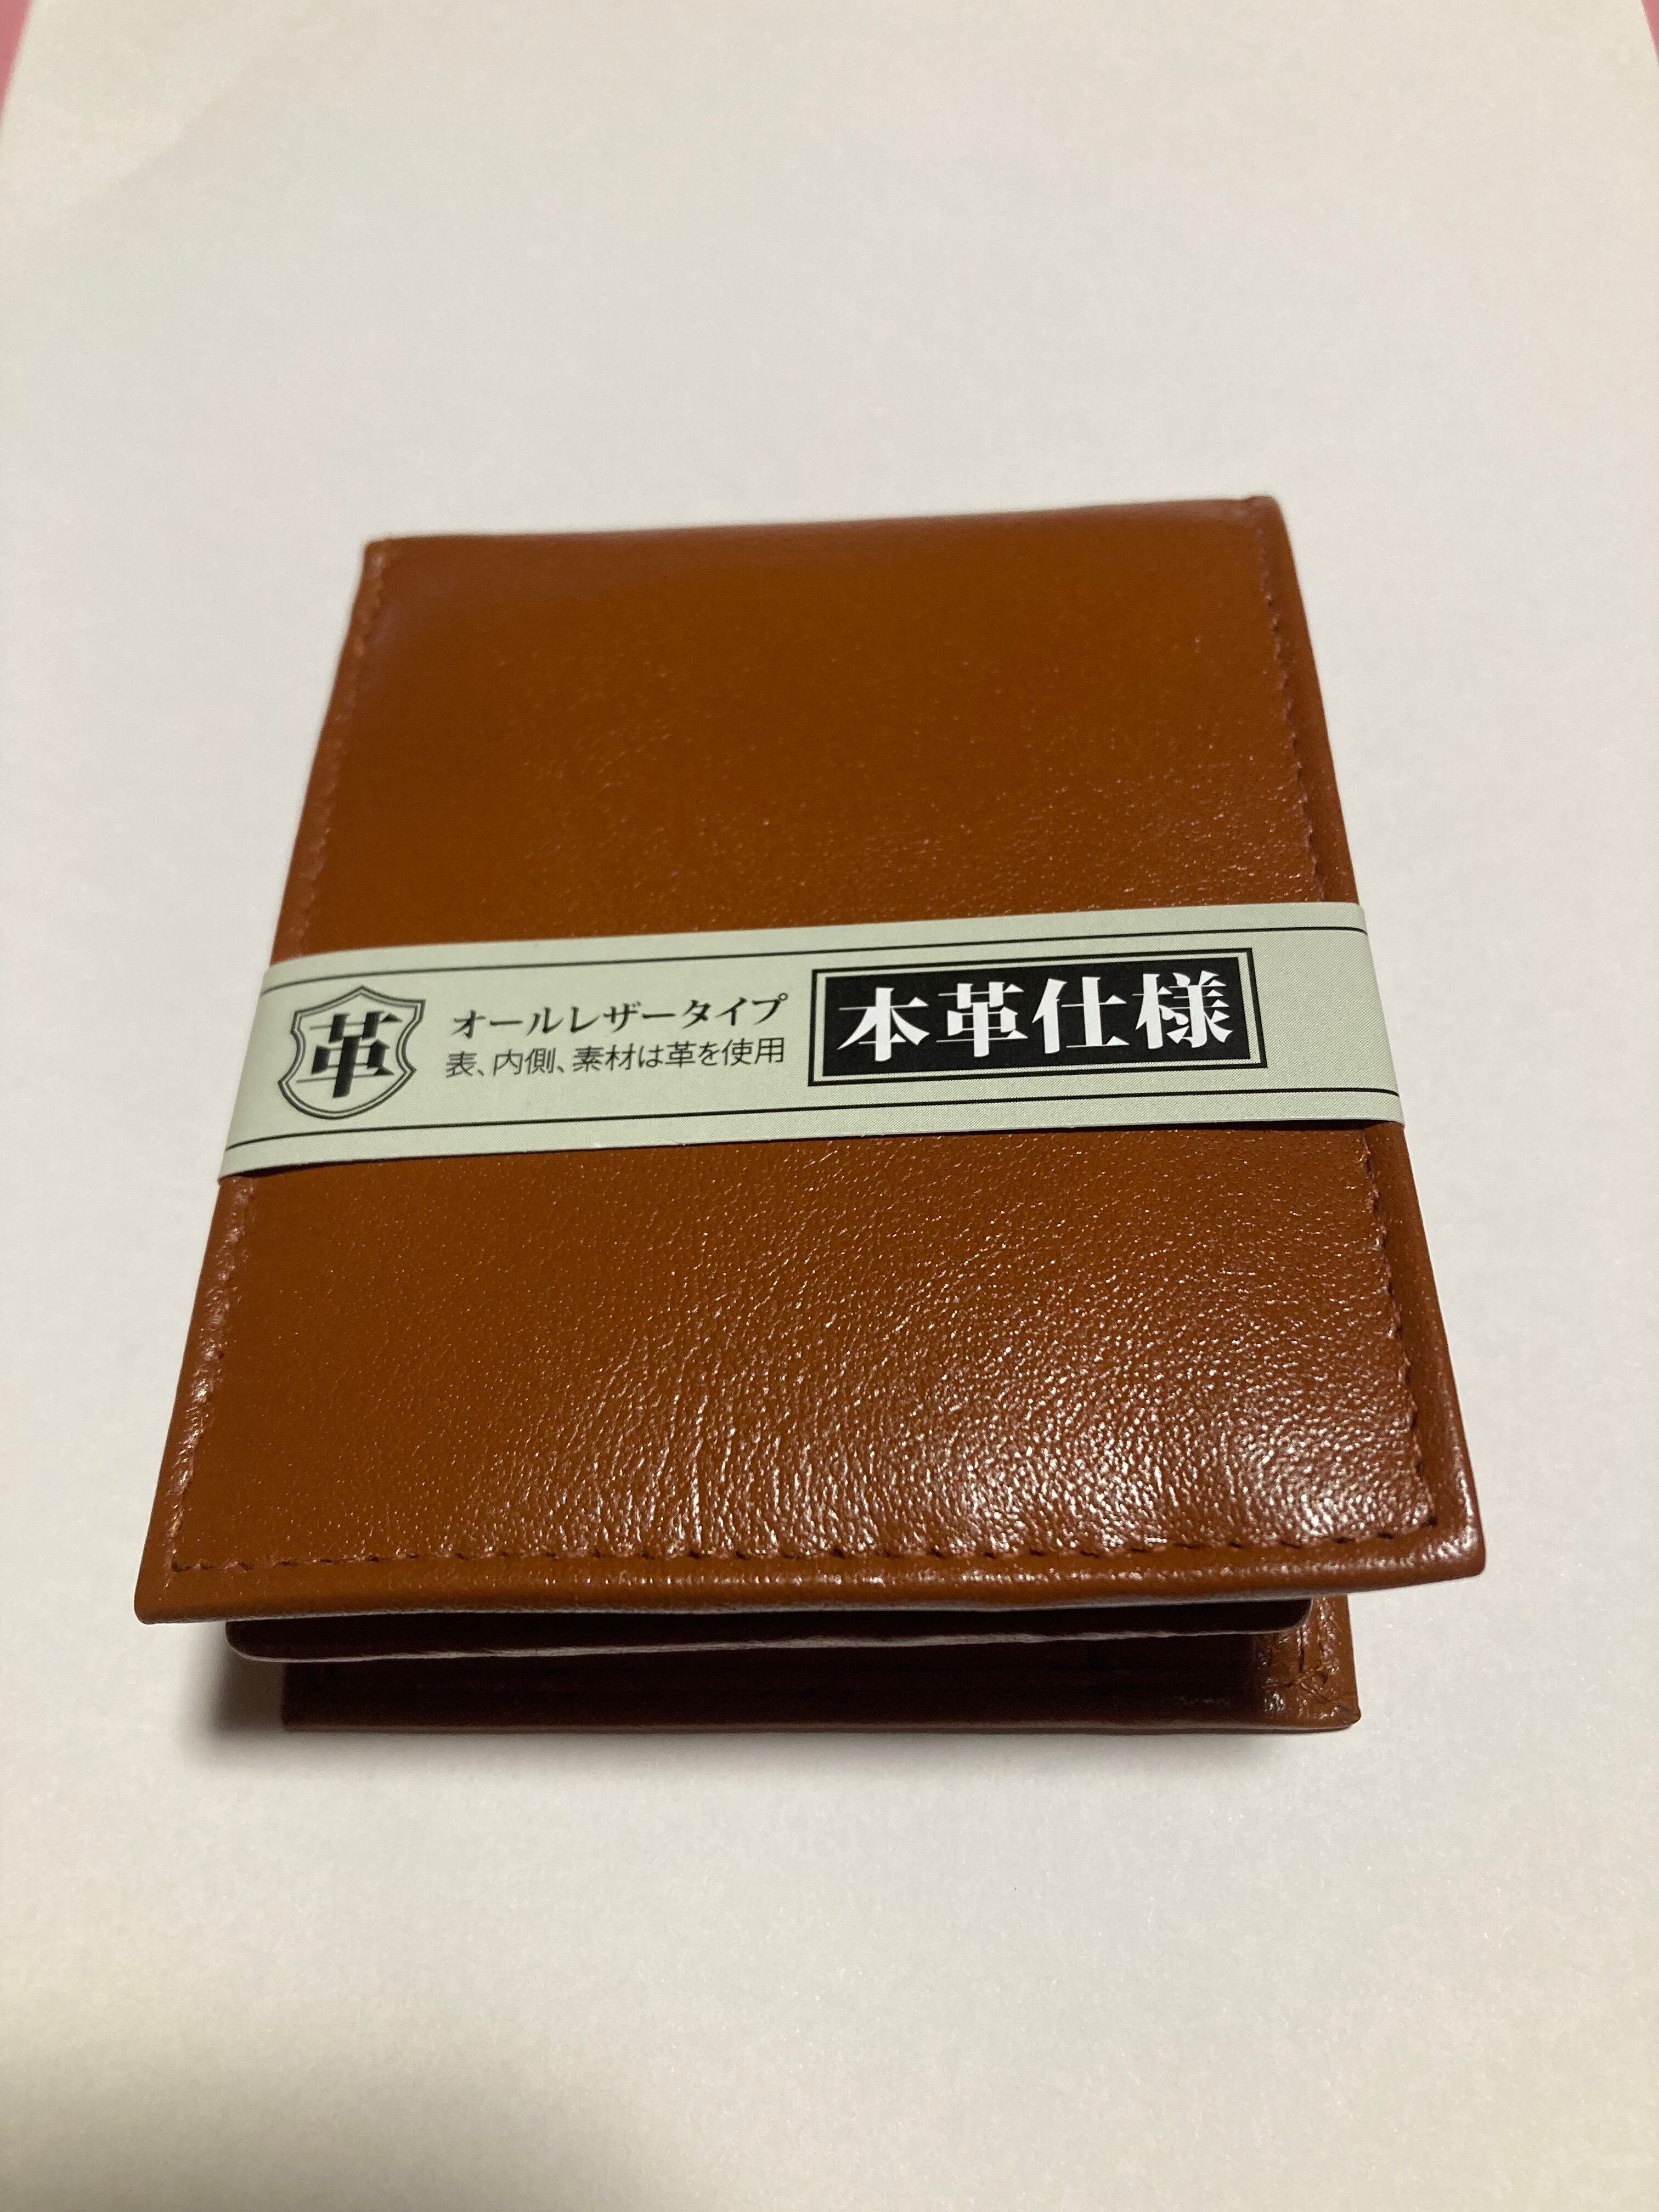 革
オールレザータイプ
表、内側、素材は革を使用
本革仕様